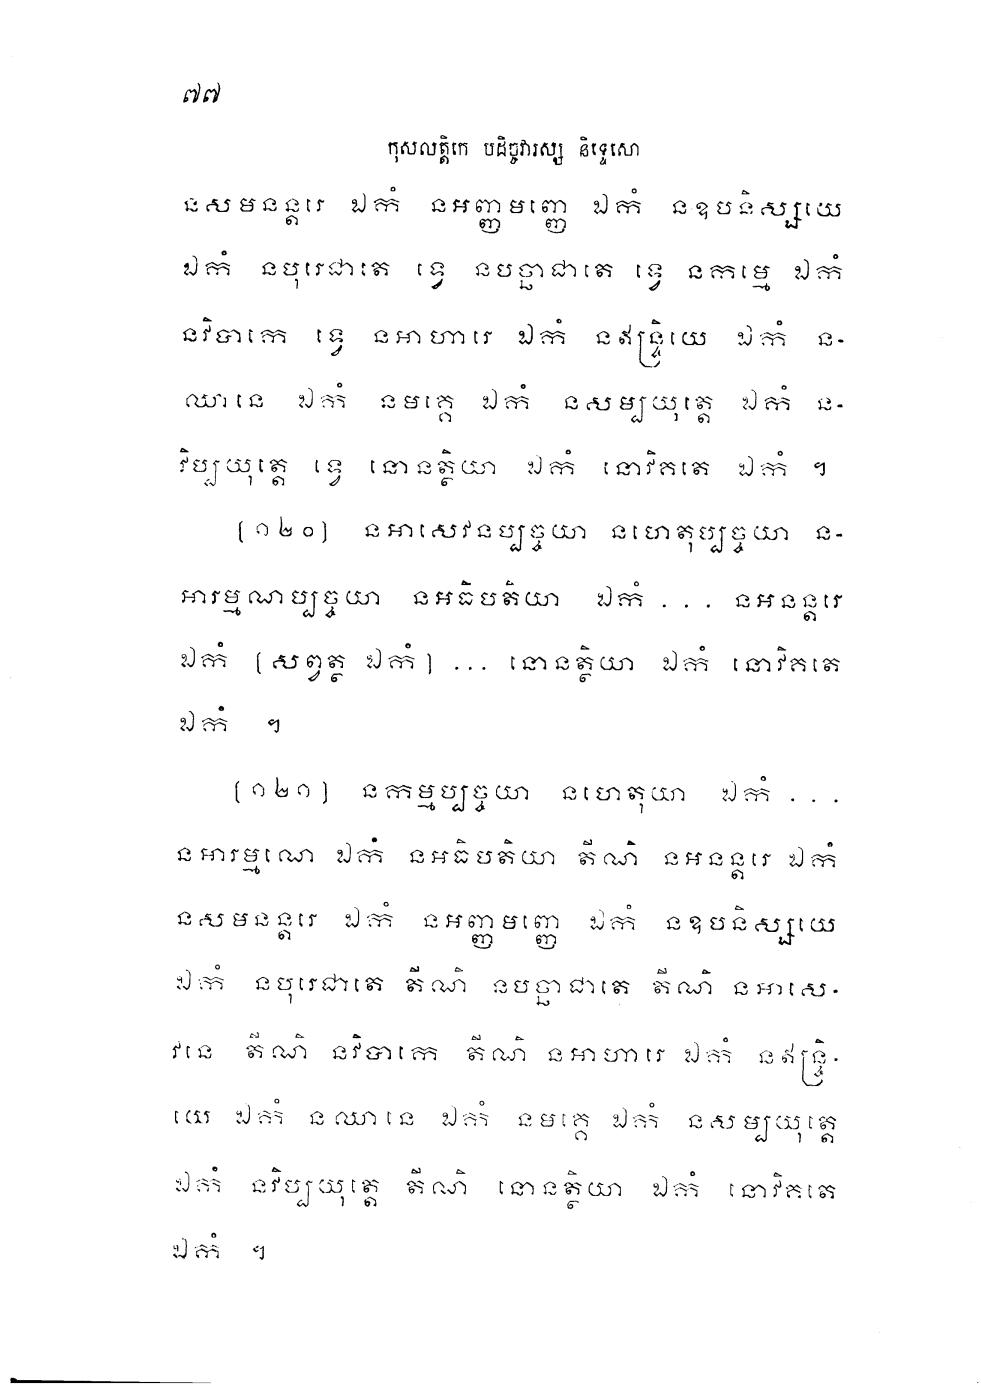 ៧៧
កុសលត្តិកេ បដិច្ចវារស្ស និទ្ទេសោ
នសមនន្តរេ ឯកំ នអញ្ញមញ្ញេ ឯកំ នឧបនិស្សយេ
ឯកំ នបុរេជាតេ ទ្វេ នបច្ឆាជាតេ ទ្វេ នកម្មេ ឯកំ
នវិបាកេ ទ្វេ នអាហារេ ឯកំ នឥន្ទ្រិយេ ឯកំ ន-
ឈានេ ឯកំ នមគ្គេ ឯកំ នសម្បយុត្តេ ឯកំ ន-
វិប្បយុត្តេ ទ្វេ នោនត្ថិយា ឯកំ នោវិគតេ ឯកំ ។
(១២០) នអាសេវនប្បច្ចយា នហេតុប្បច្ចយា ន-
អារម្មណប្បច្ចយា នអធិបតិយា ឯកំ ... នអនន្តរេ
ឯកំ (សព្វត្ថ ឯកំ) ... នោនត្ថិយា ឯកំ នោវិគតេ
ឯកំ ។
(១២១) នកម្មប្បច្ចយា នហេតុយា ឯកំ ...
នអារម្មណោ ឯកំ នអធិបតិយា តីណិ នអនន្តរេ ឯកំ
នសមនន្តរេ ឯកំ នអញ្ញមញ្ញេ ឯកំ នឧបនិស្សយេ
ឯកំ នបុរេជាតេ តីណិ នបច្ឆាជាតេ តីណិ នអាសេ-
វនេ តីណិ នវិបាកេ តីណិ នអាហារេ ឯកំ នឥន្ទ្រិ-
យេ ឯកំ នឈានេ ឯកំ នមគ្គេ ឯកំ នសម្បយុត្តេ
ឯកំ នវិប្បយុត្តេ តីណិ នោនត្ថិយា ឯកំ នោវិគតេ
ឯកំ ។